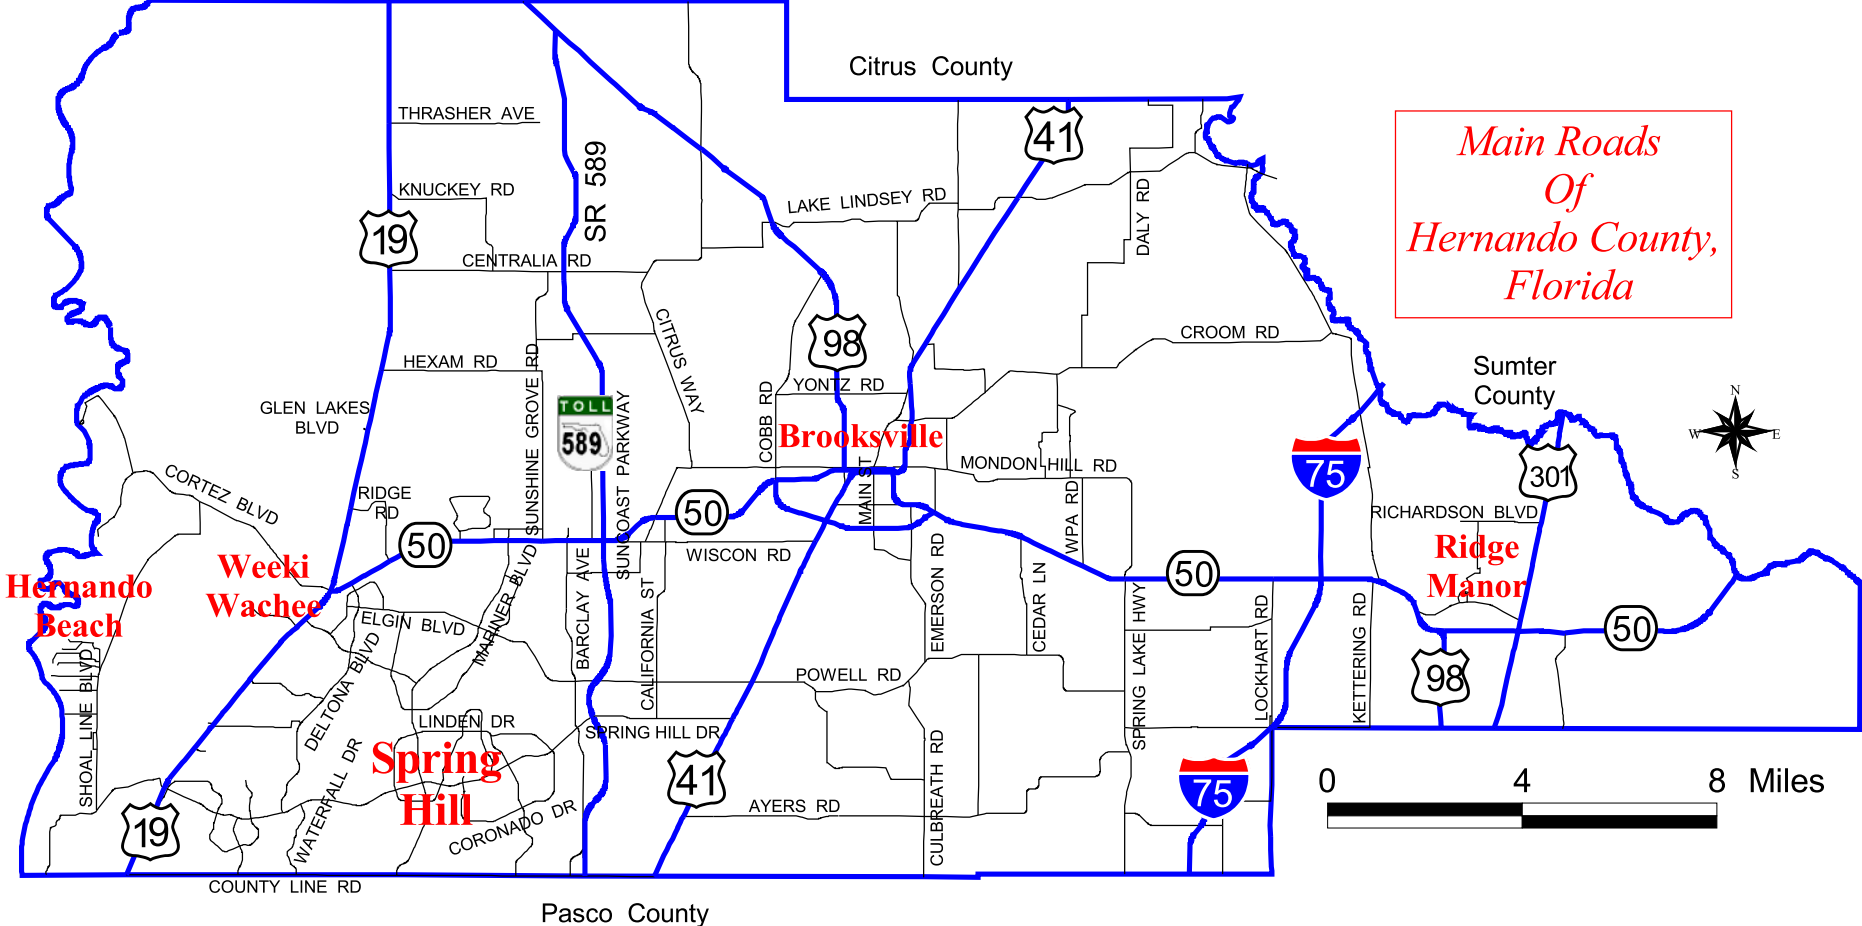 Citrus County
Main Roads
Of
Hernando County,
Florida
THRASHER AVE
41
SR 589
KNUCKEY RD
LAKE LINDSEY RD
DALY RD
19
CENTRALIA RD
CITRUS WAY
98
CROOM RD
Sumter
County
HEXAM RD
SUNSHINE GROVE RD
YONTZ RD
COBB RD
GLEN LAKES
BLVD
TOLL
589
SUNCOAST PARKWAY
Brooksville
N
W
E
S
75
301
MONDON HILL RD
CORTEZ BLVD
RIDGE
RD
50
50
MAIN ST
WPA RD
RICHARDSON BLVD
Ridge
Manor
WISCON RD
50
Weeki
Wachee
Hernando
Beach
ELGIN BLVD
MARINER BLVD
BARCLAY AVE
CALIFORNIA ST
EMERSON RD
CEDAR LN
SPRING LAKE HWY
LOCKHART RD
KETTERING RD
50
98
SHOAL LINE BLVD
DELTONA BLVD
POWELL RD
LINDEN DR
SPRING HILL DR
Spring
Hill
WATERFALL DR
CORONADO DR
41
AYERS RD
CULBREATH RD
75
19
0 4 8 Miles
COUNTY LINE RD
Pasco County